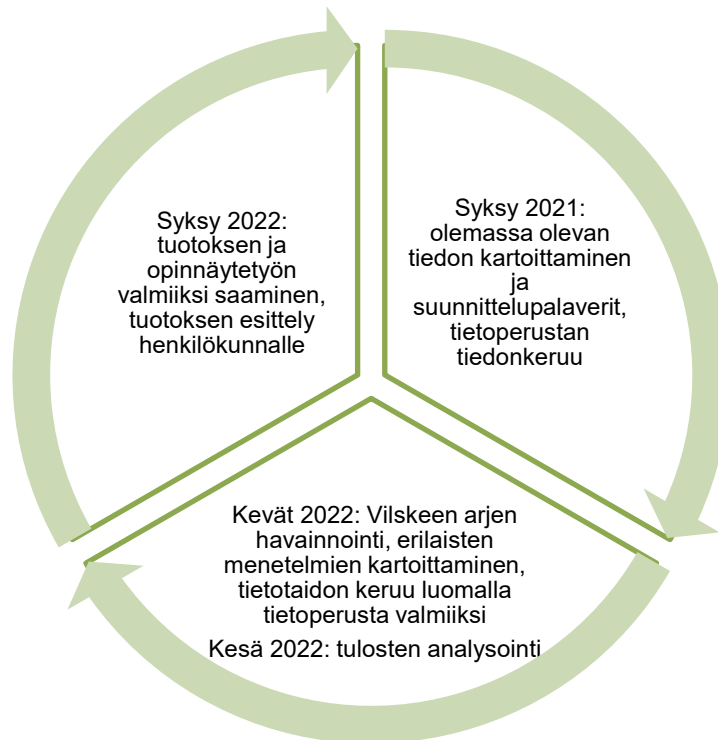 Syksy 2021:
olemassa olevan
tiedon kartoittaminen
ja
suunnittelupalaverit,
tietoperustan
tiedonkeruu
Kevät 2022: Vilskeen arjen
havainnointi, erilaisten
menetelmien kartoittaminen,
tietotaidon keruu luomalla
tietoperusta valmiiksi
Kesä 2022: tulosten analysointi
Syksy 2022:
tuotoksen ja
opinnäytetyön
valmiiksi saaminen,
tuotoksen esittely
henkilökunnalle